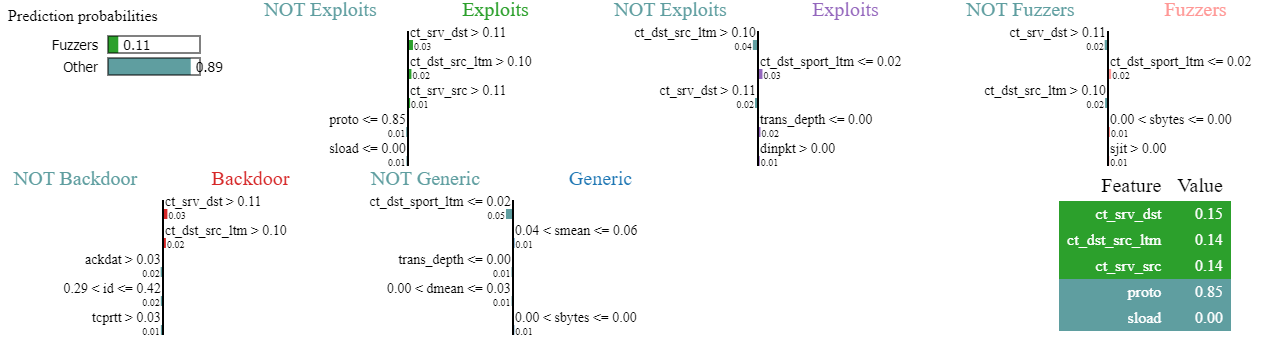 Prediction probabilities
Fuzzers 0.11
Other 0.89
NOT Exploits Exploits
ct_srv_dst > 0.11
0.03
ct_dst_src_ltm > 0.10
0.02
ct_srv_src > 0.11
0.01
proto <= 0.85
0.01
sload <= 0.00
0.01
NOT Exploits Exploits
ct_dst_src_ltm > 0.10
0.04
ct_dst_sport_ltm <= 0.02
0.03
ct_srv_dst > 0.11
0.02
trans_depth <= 0.00
0.02
dinpkt > 0.00
0.01
NOT Fuzzers Fuzzers
ct_srv_dst > 0.11
0.02
ct_dst_sport_ltm <= 0.02
0.02
ct_dst_src_ltm > 0.10
0.02
0.00 < sbytes <= 0.00
0.01
sjit > 0.00
0.01
NOT Backdoor Backdoor
ct_srv_dst > 0.11
0.03
ct_dst_src_ltm > 0.10
0.02
ackdat > 0.03
0.02
0.29 < id <= 0.42
0.02
tcprtt > 0.03
0.01
NOT Generic Generic
ct_dst_sport_ltm <= 0.02
0.05
0.04 < smean <= 0.06
0.01
trans_depth <= 0.00
0.01
0.00 < dmean <= 0.03
0.01
0.00 < sbytes <= 0.00
0.01
Feature Value
ct_srv_dst 0.15
ct_dst_src_ltm 0.14
ct_srv_src 0.14
proto 0.85
sload 0.00